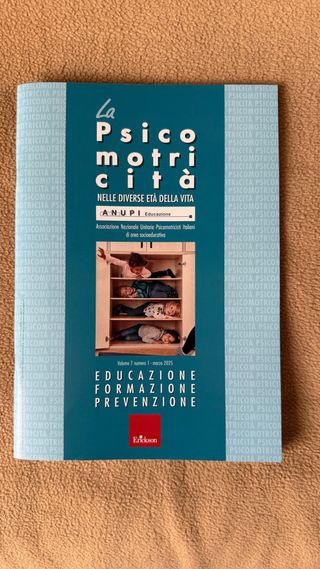 La
Psico
motri
cità
NELLE DIVERSE ETÀ DELLA VITA
ANUPI Educazione
Associazione Nazionale Unitaria Psicomotricisti Italiani
di area socioeducativa
Volume 7 numero 1 - marzo 2025
EDUCAZIONE
FORMAZIONE
PREVENZIONE
Erickson